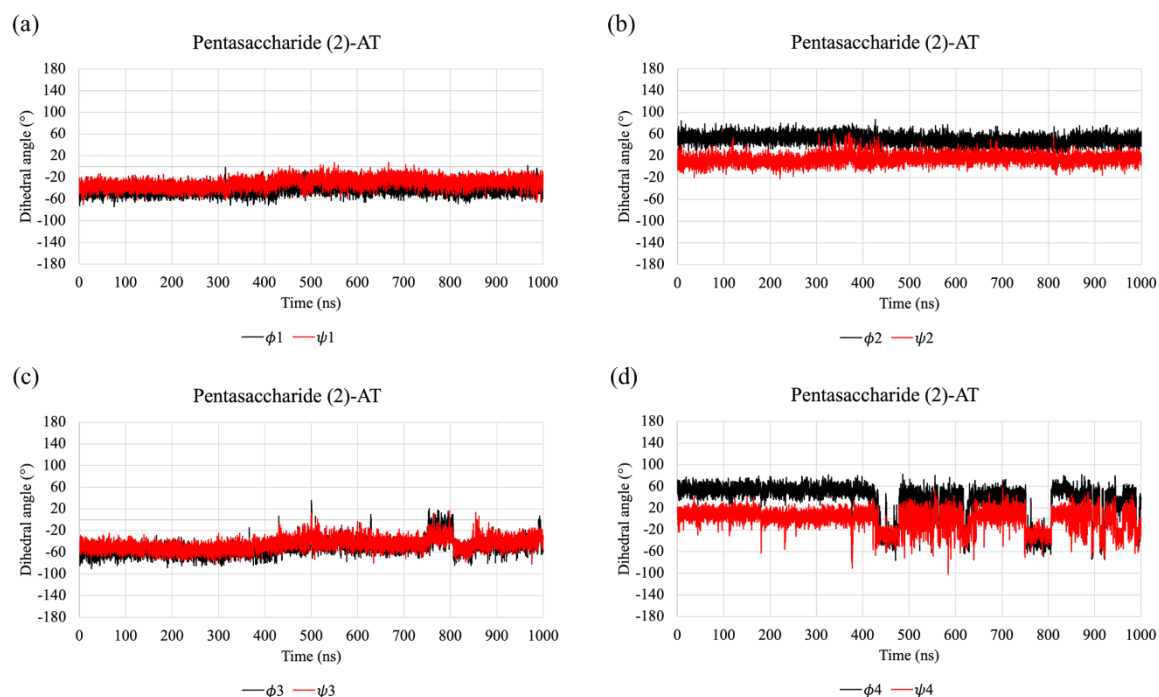 (a)
Pentasaccharide (2)-AT
Dihedral angle (°)
180
140
100
60
20
-20
-60
-100
-140
-180
0 100 200 300 400 500 600 700 800 900 1000
Time (ns)
ϕ1 ψ1
(b)
Pentasaccharide (2)-AT
Dihedral angle (°)
180
140
100
60
20
-20
-60
-100
-140
-180
0 100 200 300 400 500 600 700 800 900 1000
Time (ns)
ϕ2 ψ2
(c)
Pentasaccharide (2)-AT
Dihedral angle (°)
180
140
100
60
20
-20
-60
-100
-140
-180
0 100 200 300 400 500 600 700 800 900 1000
Time (ns)
ϕ3 ψ3
(d)
Pentasaccharide (2)-AT
Dihedral angle (°)
180
140
100
60
20
-20
-60
-100
-140
-180
0 100 200 300 400 500 600 700 800 900 1000
Time (ns)
ϕ4 ψ4